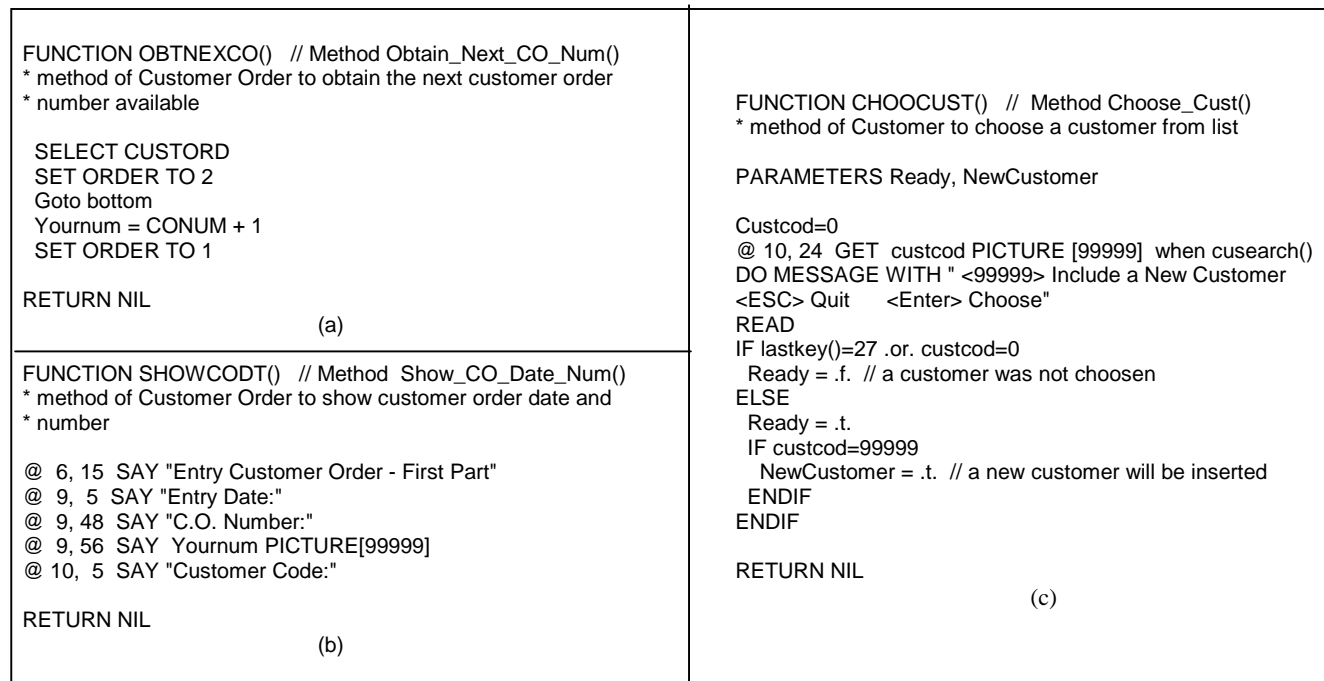 FUNCTION OBTNEXCO()   // Method Obtain_Next_CO_Num()
* method of Customer Order to obtain the next customer order
* number available
SELECT CUSTORD
SET ORDER TO 2
Goto bottom
Yournum = CONUM + 1
SET ORDER TO 1
RETURN NIL
(a)
FUNCTION SHOWCODT()   // Method  Show_CO_Date_Num()
* method of Customer Order to show customer order date and
* number
@  6, 15  SAY "Entry Customer Order - First Part"
@  9,  5  SAY "Entry Date:"
@  9, 48  SAY "C.O. Number:"
@  9, 56  SAY  Yournum PICTURE[99999]
@ 10,  5  SAY "Customer Code:"
RETURN NIL
(b)
FUNCTION CHOOCUST()   //  Method Choose_Cust()
* method of Customer to choose a customer from list
PARAMETERS Ready, NewCustomer
Custcod=0
@ 10, 24  GET  custcod PICTURE [99999]  when cusearch()
DO MESSAGE WITH " <99999> Include a New Customer
<ESC> Quit     <Enter> Choose"
READ
IF lastkey()=27 .or. custcod=0
Ready = .f.  // a customer was not choosen
ELSE
Ready = .t.
IF custcod=99999
NewCustomer = .t.  // a new customer will be inserted
ENDIF
ENDIF
RETURN NIL
(c)